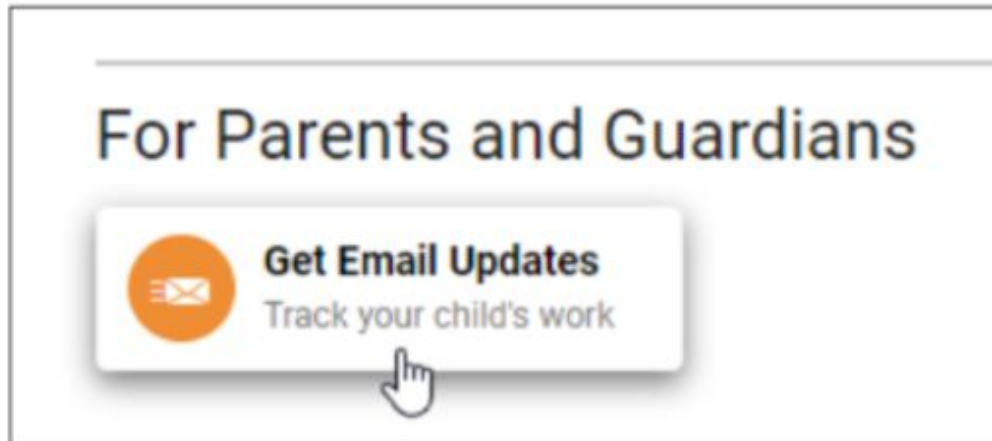 For Parents and Guardians
Get Email Updates
Track your child's work